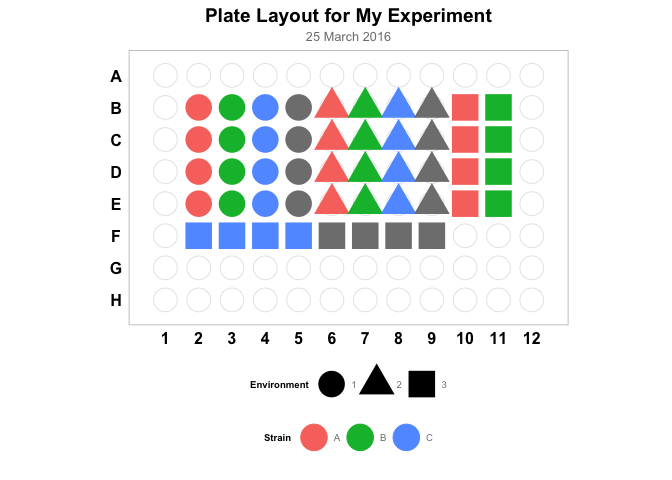 Plate Layout for My Experiment
25 March 2016
A
B
C
D
E
F
G
H
1 2 3 4 5 6 7 8 9 10 11 12
Environment 1 2 3
Strain A B C